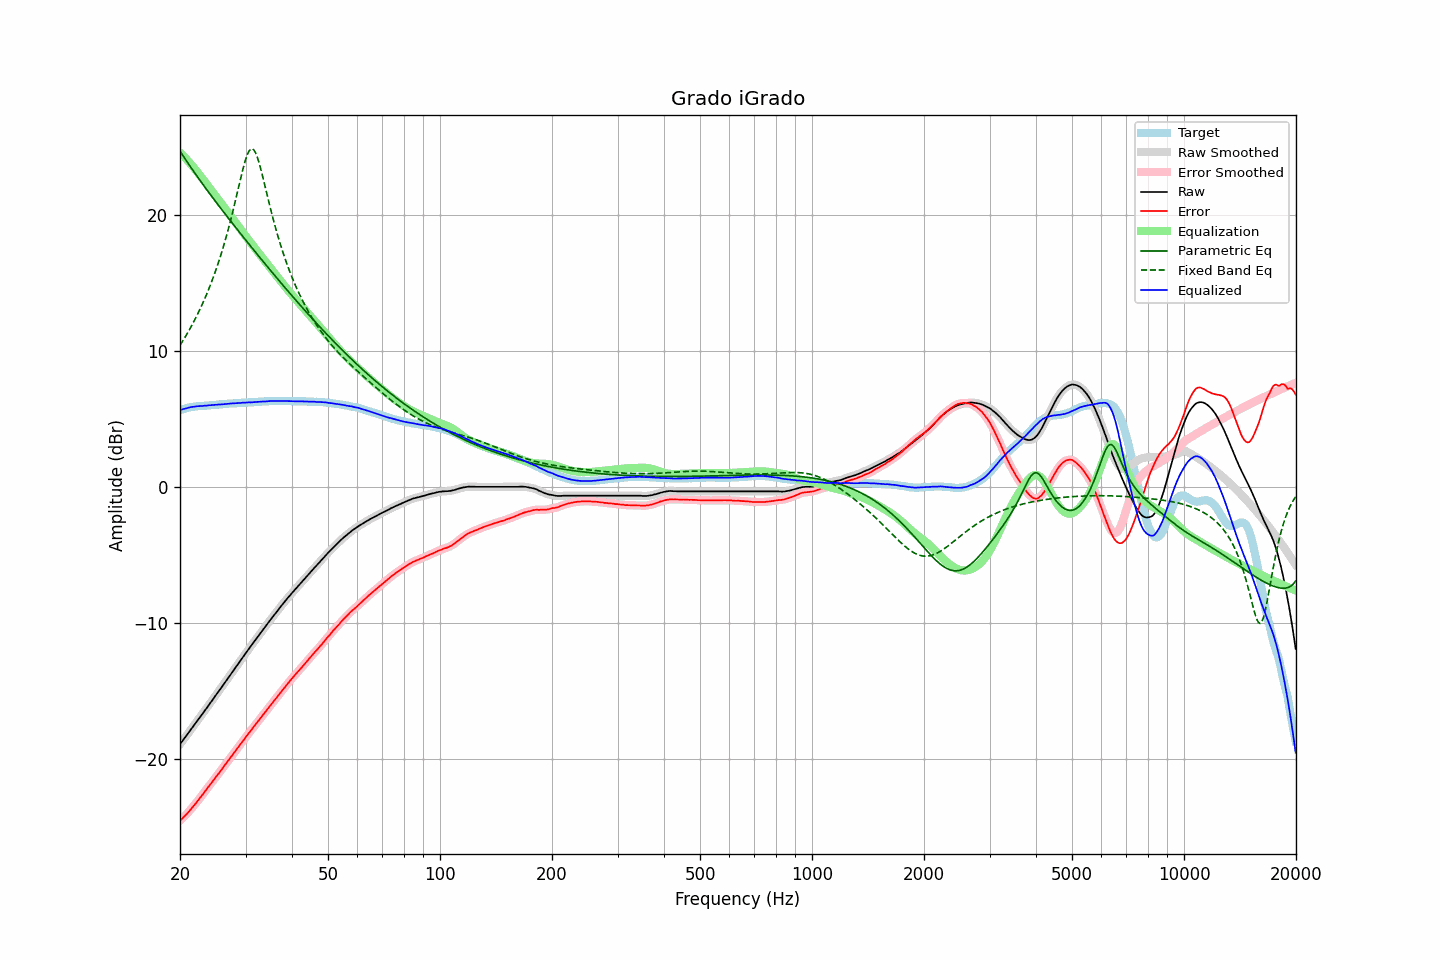 Grado iGrado
Target
Raw Smoothed
Error Smoothed
Raw
Error
Equalization
Parametric Eq
Fixed Band Eq
Equalized
20
10
0
−10
−20
Amplitude (dBr)
20 50 100 200 500 1000 2000 5000 10000 20000
Frequency (Hz)